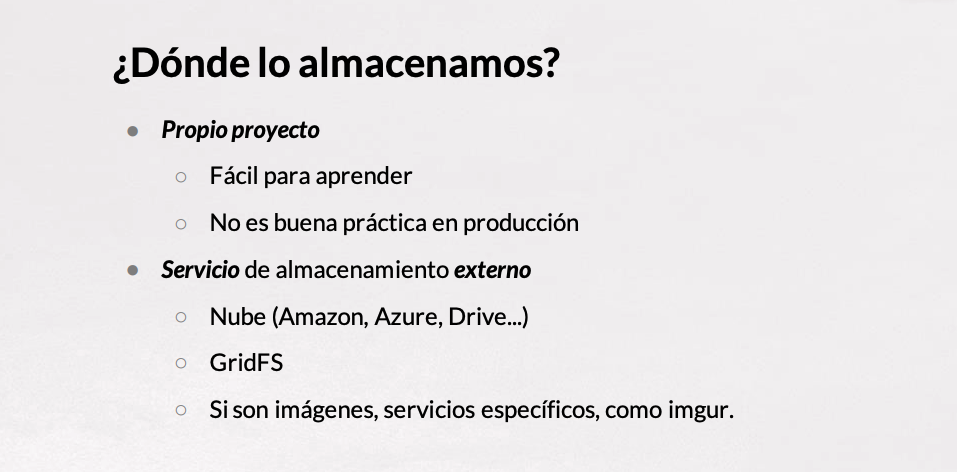 ¿Dónde lo almacenamos?
● Propio proyecto
○ Fácil para aprender
○ No es buena práctica en producción
● Servicio de almacenamiento externo
○ Nube (Amazon, Azure, Drive...)
○ GridFS
○ Si son imágenes, servicios específicos, como imgur.